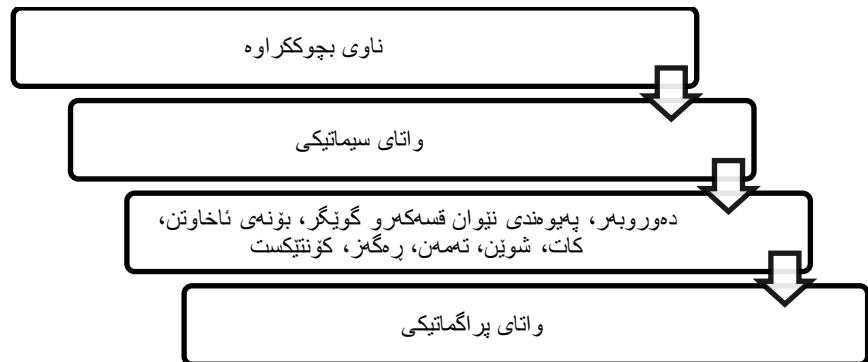 ناوی بچوککراوە
واتای سیماتیکی
دەوروبەر، پەیوەندی نێوان قسەکەرو گوێگر، بۆنەی ئاخاوتن،
کات، شوێن، تەمەن، ڕەگەز، کۆنتێکست
واتای پراگماتیکی